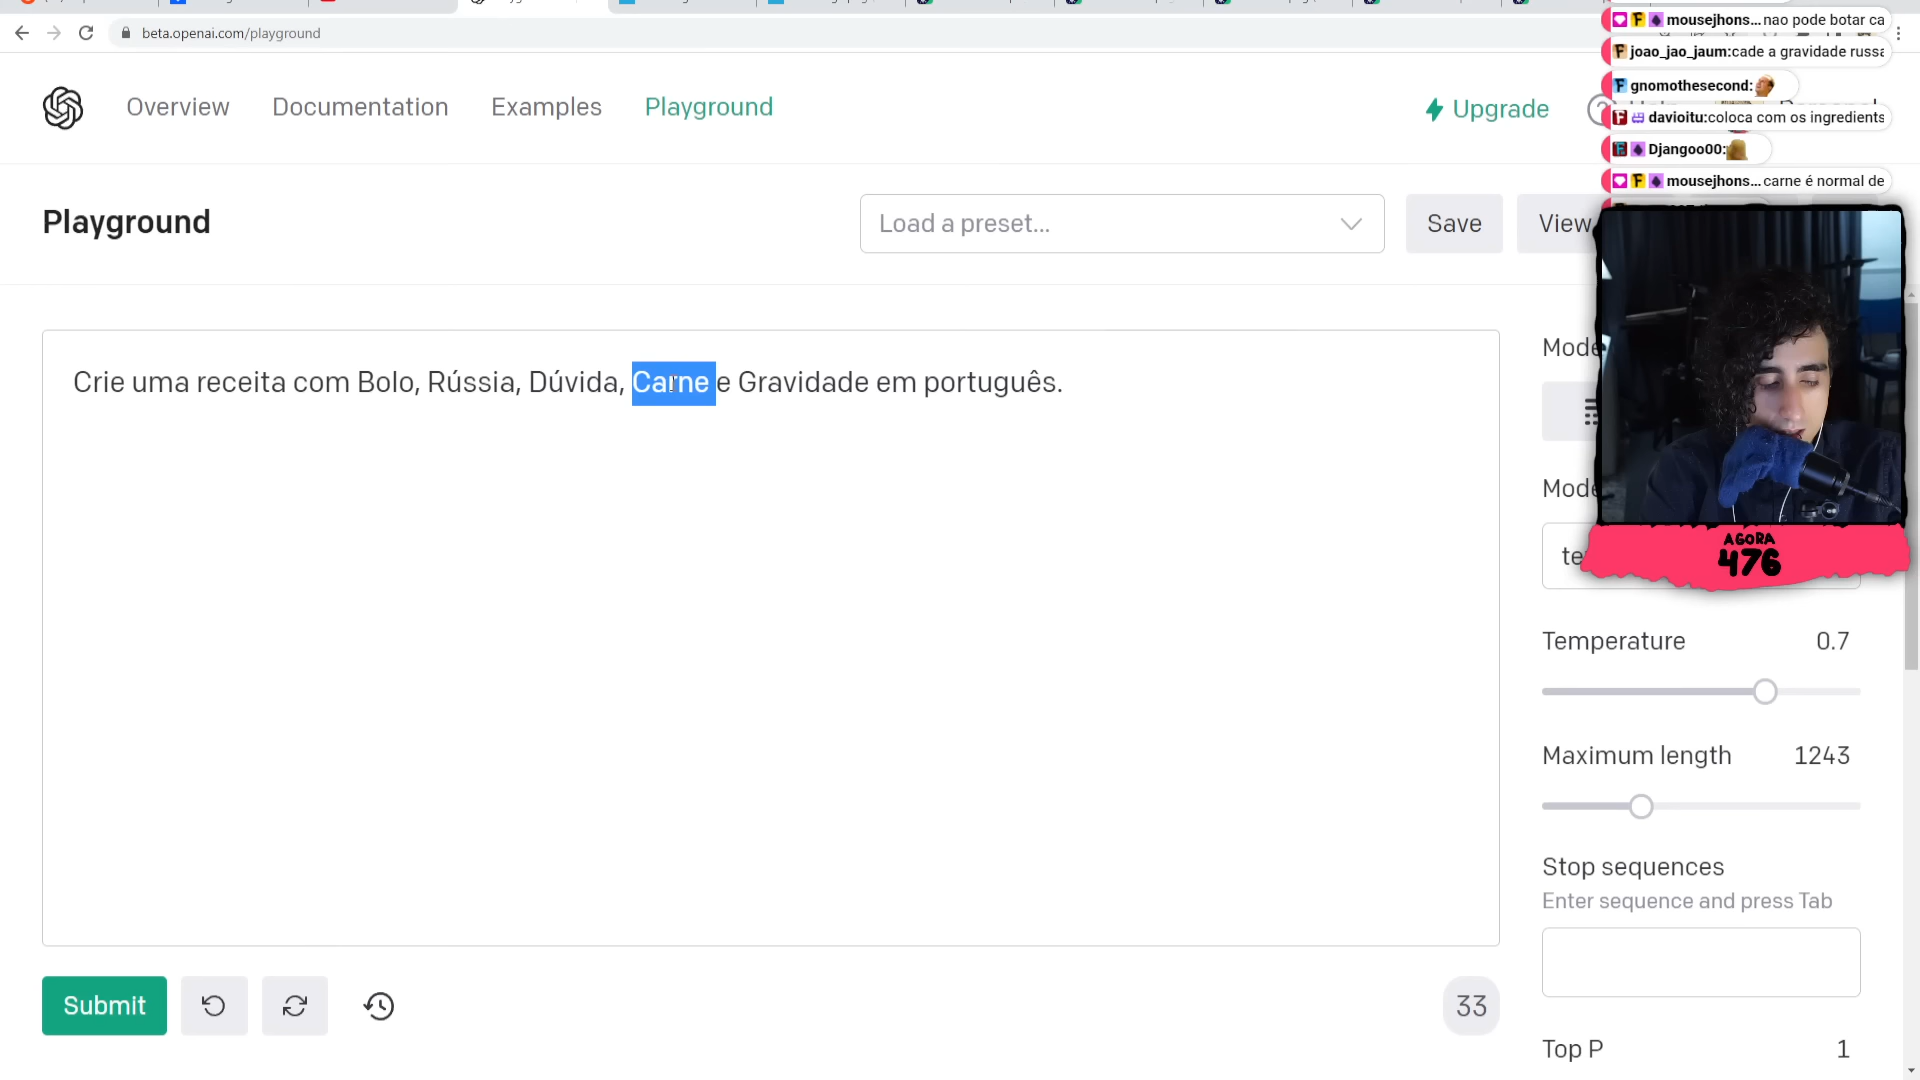 beta.openai.com/playground
Overview
Documentation
Examples
Playground
Upgrade
Playground
Load a preset...
Save
View
Crie uma receita com Bolo, Rússia, Dúvida, Carne e Gravidade em português.
mousejhons...nao pode botar ca
joao_jao_jaum:cade a gravidade russa
gnomothesecond:
davioitu:coloca com os ingredients
Djangoo00:
mousejhons...carne é normal de
AGORA
476
Mode
Mode
te
Temperature 0.7
Maximum length 1243
Stop sequences
Enter sequence and press Tab
Top P 1
Submit
33